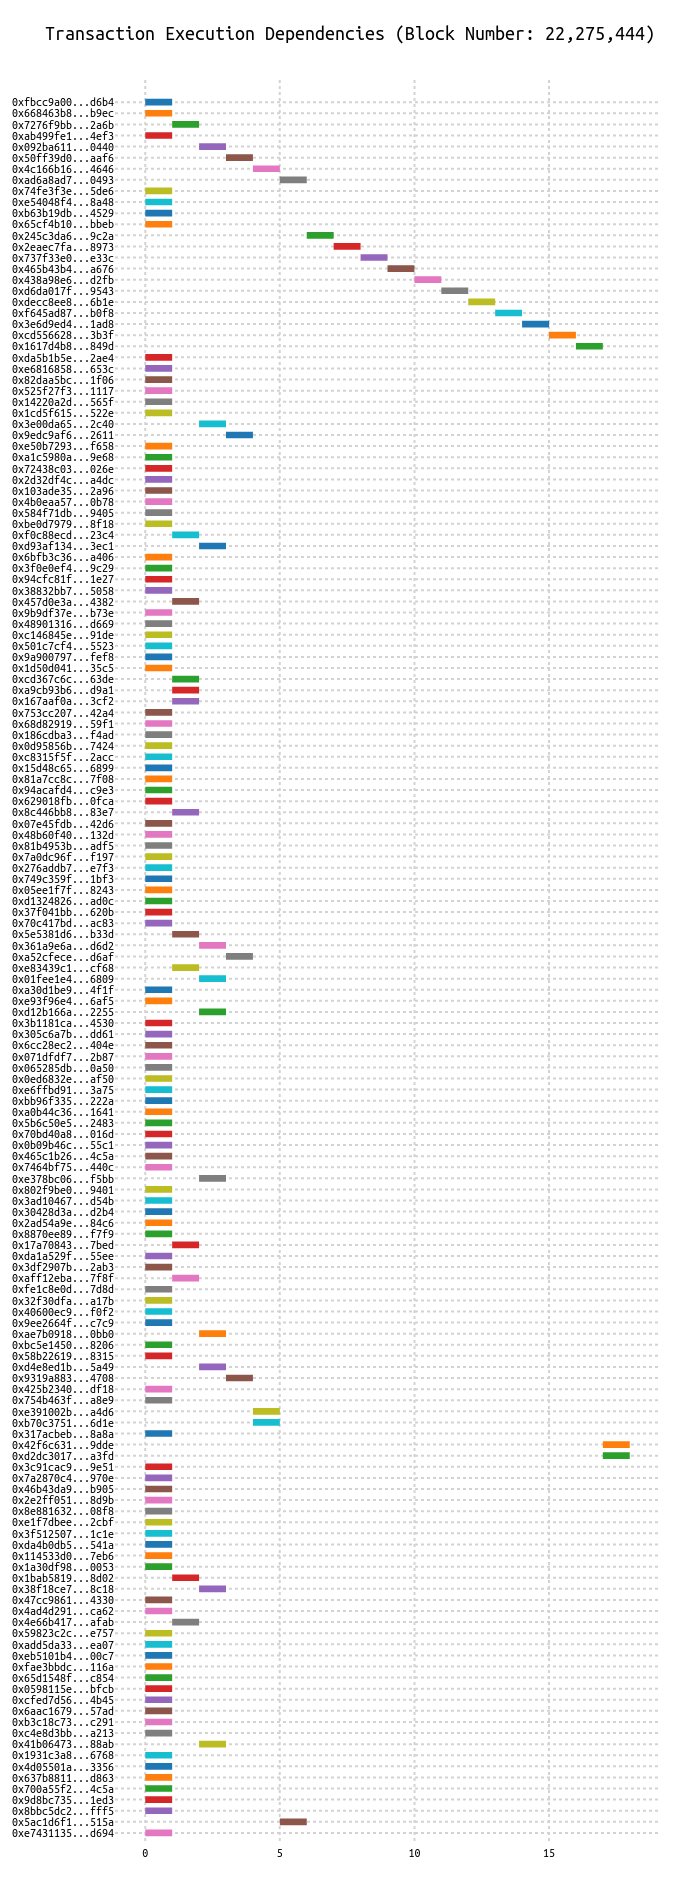 Transaction Execution Dependencies (Block Number: 22,275,444)
0xfbcc9a00...d6b4
0x668463b8...b9ec
0x7276f9bb...2a6b
0xab499fe1...4ef3
0x092ba611...0440
0x50ff39d0...aaf6
0x4c166b16...4646
0xad6a8ad7...0493
0x74fe3f3e...5de6
0xe54048f4...8a48
0xb63b19db...4529
0x65cf4b10...bbeb
0x245c3da6...9c2a
0x2eaec7fa...8973
0x737f33e0...e33c
0x465b43b4...a676
0x438a98e6...d2fb
0xd6da017f...9543
0xdecc8ee8...6b1e
0xf645ad87...b0f8
0x3e6d9ed4...1ad8
0xcd556628...3b3f
0x1617d4b8...849d
0xda5b1b5e...2ae4
0xe6816858...653c
0x82daa5bc...1f06
0x525f27f3...1117
0x14220a2d...565f
0x1cd5f615...522e
0x3e00da65...2c40
0x9edc9af6...2611
0xe50b7293...f658
0xa1c5980a...9e68
0x72438c03...026e
0x2d32df4c...a4dc
0x103ade35...2a96
0x4b0eaa57...0b78
0x584f71db...9405
0xbe0d7979...8f18
0xf0c88ecd...23c4
0xd93af134...3ec1
0x6bfb3c36...a406
0x3f0e0ef4...9c29
0x94cfc81f...1e27
0x38832bb7...5058
0x457d0e3a...4382
0x9b9df37e...b73e
0x48901316...d669
0xc146845e...91de
0x501c7cf4...5523
0x9a900797...fef8
0x1d50d041...35c5
0xcd367c6c...63de
0xa9cb93b6...d9a1
0x167aaf0a...3cf2
0x753cc207...42a4
0x68d82919...59f1
0x186cdba3...f4ad
0x0d95856b...7424
0xc8315f5f...2acc
0x15d48c65...6899
0x81a7cc8c...7f08
0x94acafd4...c9e3
0x629018fb...0fca
0x8c446bb8...83e7
0x07e45fdb...42d6
0x48b60f40...132d
0x81b4953b...adf5
0x7a0dc96f...f197
0x276addb7...e7f3
0x749c359f...1bf3
0x05ee1f7f...8243
0xd1324826...ad0c
0x37f041bb...620b
0x70c417bd...ac83
0x5e5381d6...b33d
0x361a9e6a...d6d2
0xa52cfece...d6af
0xe83439c1...cf68
0x01fee1e4...6809
0xa30d1be9...4f1f
0xe93f96e4...6af5
0xd12b166a...2255
0x3b1181ca...4530
0x305c6a7b...dd61
0x6cc28ec2...404e
0x071dfdf7...2b87
0x065285db...0a50
0x0ed6832e...af50
0xe6ffbd91...3a75
0xbb96f335...222a
0xa0b44c36...1641
0x5b6c50e5...2483
0x70bd40a8...016d
0x0b09b46c...55c1
0x465c1b26...4c5a
0x7464bf75...440c
0xe378bc06...f5bb
0x802f9be0...9401
0x3ad10467...d54b
0x30428d3a...d2b4
0x2ad54a9e...84c6
0x8870ee89...f7f9
0x17a70843...7bed
0xda1a529f...55ee
0x3df2907b...2ab3
0xaff12eba...7f8f
0xfe1c8e0d...7d8d
0x32f30dfa...a17b
0x40600ec9...f0f2
0x9ee2664f...c7c9
0xae7b0918...0bb0
0xbc5e1450...8206
0x58b22619...8315
0xd4e8ed1b...5a49
0x9319a883...4708
0x425b2340...df18
0x754b463f...a8e9
0xe391002b...a4d6
0xb70c3751...6d1e
0x317acbeb...8a8a
0x42f6c631...9dde
0xd2dc3017...a3fd
0x3c91cac9...9e51
0x7a2870c4...970e
0x46b43da9...b905
0x2e2ff051...8d9b
0x8e881632...08f8
0xe1f7dbee...2cbf
0x3f512507...1c1e
0xda4b0db5...541a
0x114533d0...7eb6
0x1a30df98...0053
0x1bab5819...8d02
0x38f18ce7...8c18
0x47cc9861...4330
0x4ad4d291...ca62
0x4e66b417...afab
0x59823c2c...e757
0xadd5da33...ea07
0xeb5101b4...00c7
0xfae3bbdc...116a
0x65d1548f...c854
0x0598115e...bfcb
0xcfed7d56...4b45
0x6aac1679...57ad
0xb3c18c73...c291
0xc4e8d3bb...a213
0x41b06473...88ab
0x1931c3a8...6768
0x4d05501a...3356
0x637b8811...d863
0x700a55f2...4c5a
0x9d8bc735...1ed3
0x8bbc5dc2...fff5
0x5ac1d6f1...515a
0xe7431135...d694
0 5 10 15